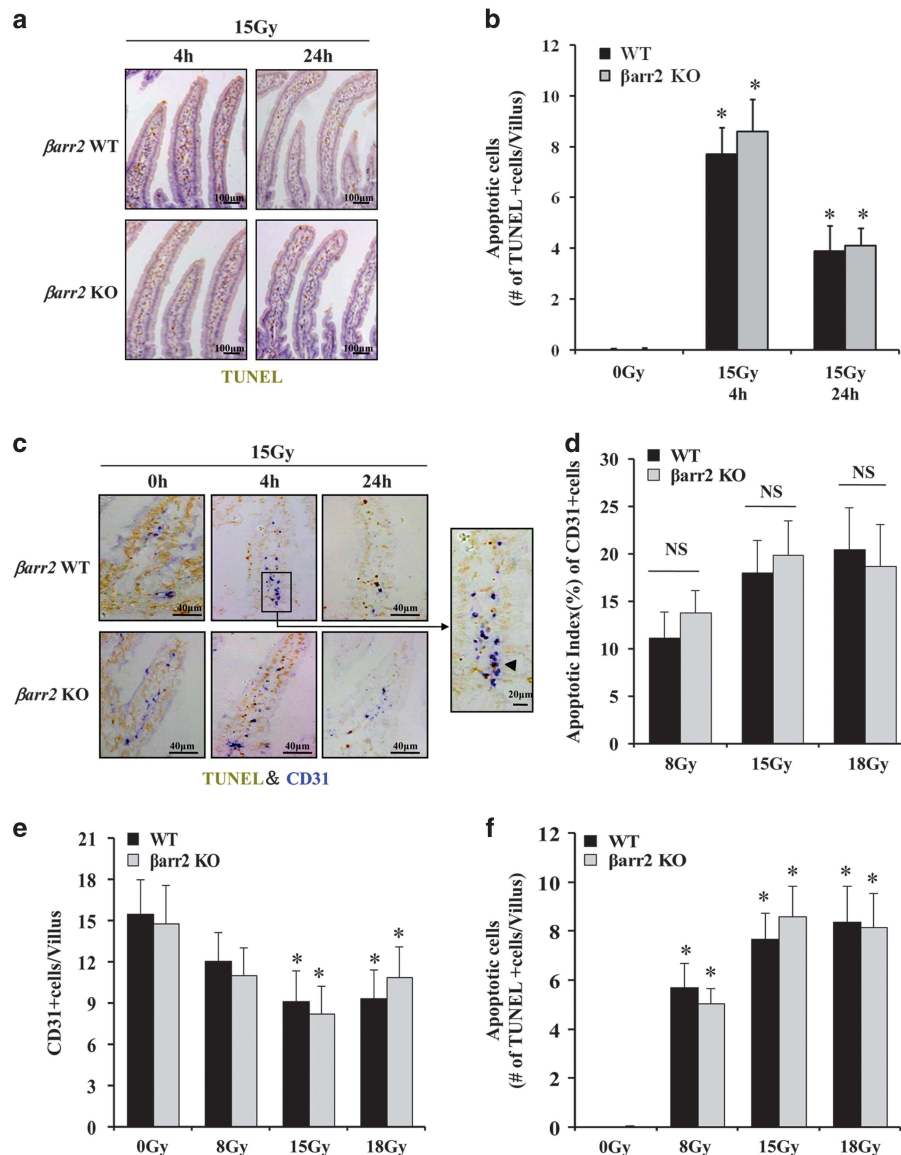 a
15Gy
4h 24h
βarr2 WT
100μm 100μm
βarr2 KO
100μm 100μm
TUNEL
b
WT
βarr2 KO
Apoptotic cells
(# of TUNEL +cells/Villus)
12
10
8
6
4
2
0
* * * *
0Gy 15Gy 15Gy
4h 24h
c
15Gy
0h 4h 24h
βarr2 WT
40μm 40μm 40μm
βarr2 KO
40μm 40μm 40μm
20μm
TUNEL& CD31
d
WT
βarr2 KO
Apoptotic Index(%) of CD31+cells
30
25
20
15
10
5
0
NS NS NS
8Gy 15Gy 18Gy
e
WT
βarr2 KO
CD31+cells/Villus
21
18
15
12
9
6
3
0
* * * *
0Gy 8Gy 15Gy 18Gy
f
WT
βarr2 KO
Apoptotic cells
(# of TUNEL +cells/Villus)
12
10
8
6
4
2
0
* * * * * *
0Gy 8Gy 15Gy 18Gy